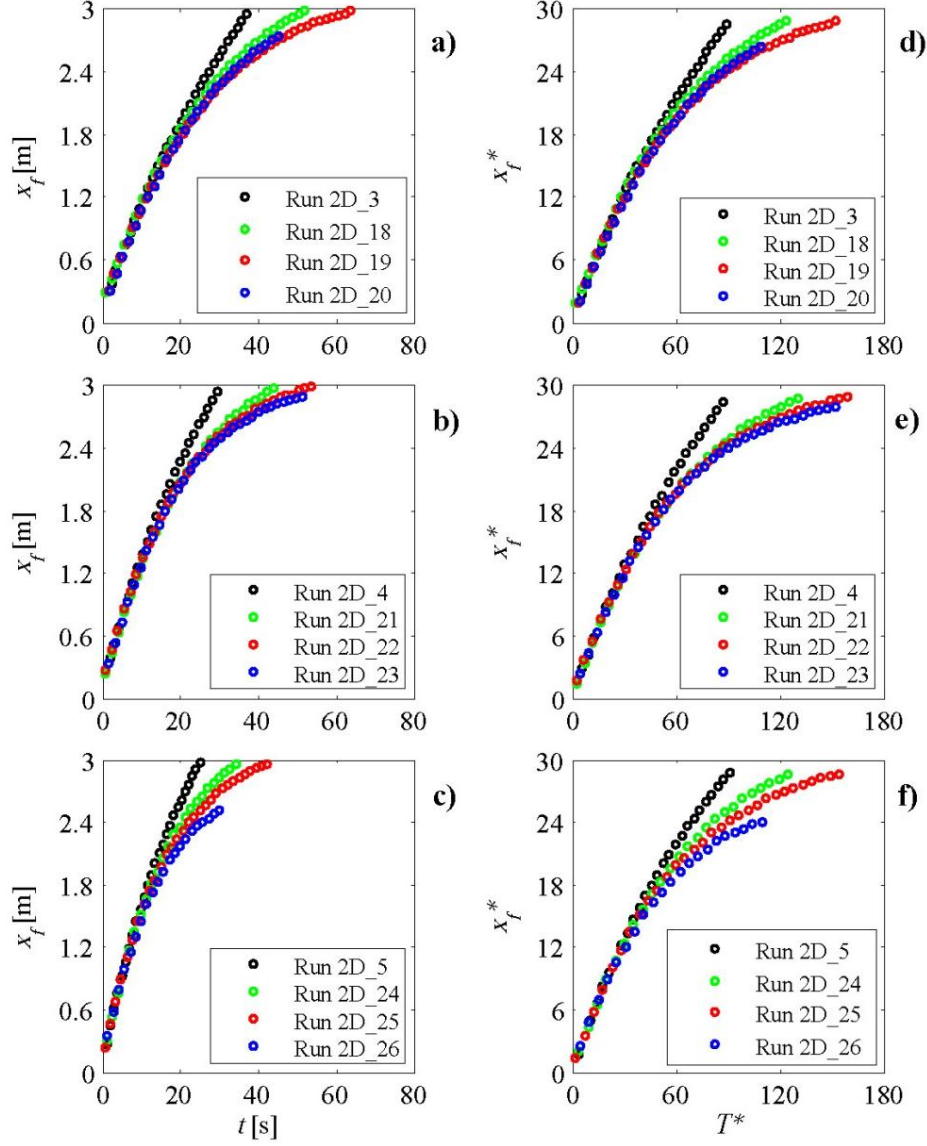 3
2.4
1.8
1.2
0.6
0
x_f [m]
a)
Run 2D_3
Run 2D_18
Run 2D_19
Run 2D_20
0 20 40 60 80
30
24
18
12
6
0
x_f*
d)
Run 2D_3
Run 2D_18
Run 2D_19
Run 2D_20
0 60 120 180
3
2.4
1.8
1.2
0.6
0
x_f [m]
b)
Run 2D_4
Run 2D_21
Run 2D_22
Run 2D_23
0 20 40 60 80
30
24
18
12
6
0
x_f*
e)
Run 2D_4
Run 2D_21
Run 2D_22
Run 2D_23
0 60 120 180
3
2.4
1.8
1.2
0.6
0
x_f [m]
c)
Run 2D_5
Run 2D_24
Run 2D_25
Run 2D_26
0 20 40 60 80
t [s]
30
24
18
12
6
0
x_f*
f)
Run 2D_5
Run 2D_24
Run 2D_25
Run 2D_26
0 60 120 180
T*